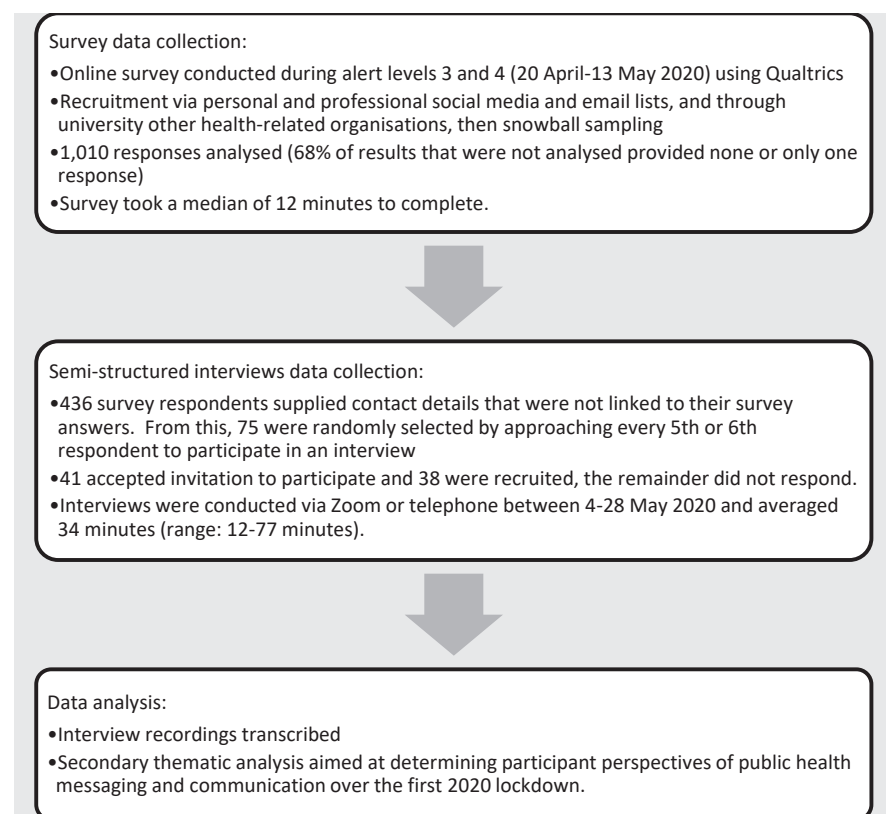 Survey data collection:
•Online survey conducted during alert levels 3 and 4 (20 April-13 May 2020) using Qualtrics
•Recruitment via personal and professional social media and email lists, and through
university other health-related organisations, then snowball sampling
•1,010 responses analysed (68% of results that were not analysed provided none or only one
response)
•Survey took a median of 12 minutes to complete.
Semi-structured interviews data collection:
•436 survey respondents supplied contact details that were not linked to their survey
answers. From this, 75 were randomly selected by approaching every 5th or 6th
respondent to participate in an interview
•41 accepted invitation to participate and 38 were recruited, the remainder did not respond.
•Interviews were conducted via Zoom or telephone between 4-28 May 2020 and averaged
34 minutes (range: 12-77 minutes).
Data analysis:
•Interview recordings transcribed
•Secondary thematic analysis aimed at determining participant perspectives of public health
messaging and communication over the first 2020 lockdown.